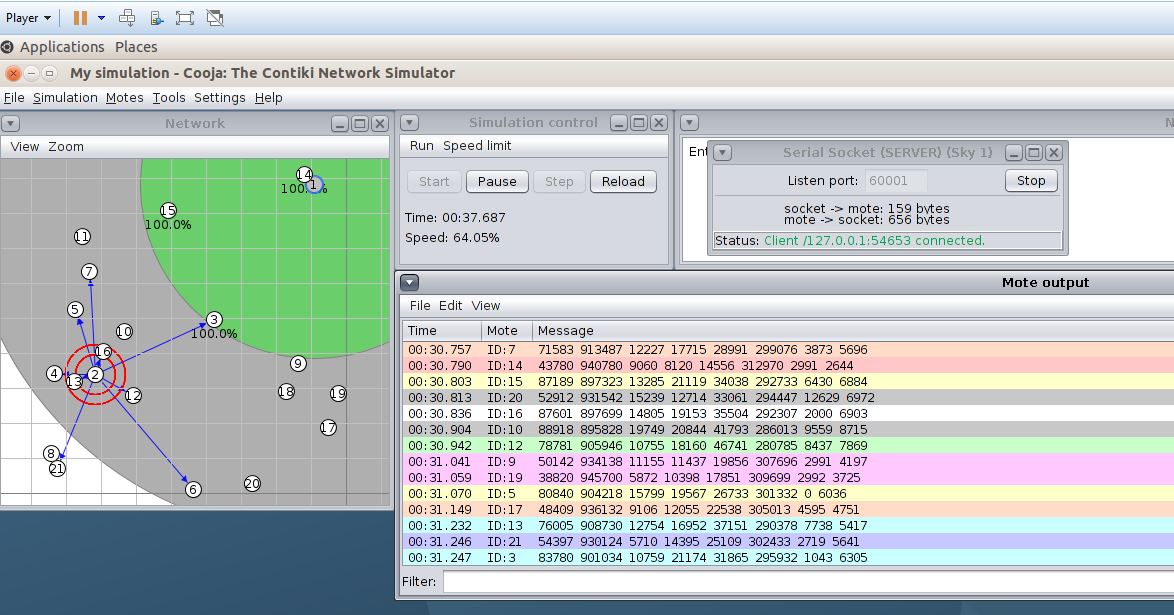 Player
Applications Places
My simulation - Cooja: The Contiki Network Simulator
File Simulation Motes Tools Settings Help
Network
View Zoom
14
1
100.0%
15
100.0%
11
7
5
10
3
100.0%
16
9
4
13
2
12
18
19
17
8
21
6
20
Simulation control
Run Speed limit
Start Pause Step Reload
Time: 00:37.687
Speed: 64.05%
Serial Socket (SERVER) (Sky 1)
Listen port: 60001 Stop
socket -> mote: 159 bytes
mote -> socket: 656 bytes
Status: Client /127.0.0.1:54653 connected.
Mote output
File Edit View
Time Mote Message
00:30.757 ID:7 71583 913487 12227 17715 28991 299076 3873 5696
00:30.790 ID:14 43780 940780 9060 8120 14556 312970 2991 2644
00:30.803 ID:15 87189 897323 13285 21119 34038 292733 6430 6884
00:30.813 ID:20 52912 931542 15239 12714 33061 294447 12629 6972
00:30.836 ID:16 87601 897699 14805 19153 35504 292307 2000 6903
00:30.904 ID:10 88918 895828 19749 20844 41793 286013 9559 8715
00:30.942 ID:12 78781 905946 10755 18160 46741 280785 8437 7869
00:31.041 ID:9 50142 934138 11155 11437 19856 307696 2991 4197
00:31.059 ID:19 38820 945700 5872 10398 17851 309699 2992 3725
00:31.070 ID:5 80840 904218 15799 19567 26733 301332 0 6036
00:31.149 ID:17 48409 936132 9106 12055 22538 305013 4595 4751
00:31.232 ID:13 76005 908730 12754 16952 37151 290378 7738 5417
00:31.246 ID:21 54397 930124 5710 14395 25109 302433 2719 5641
00:31.247 ID:3 83780 901034 10759 21174 31865 295932 1043 6305
Filter: